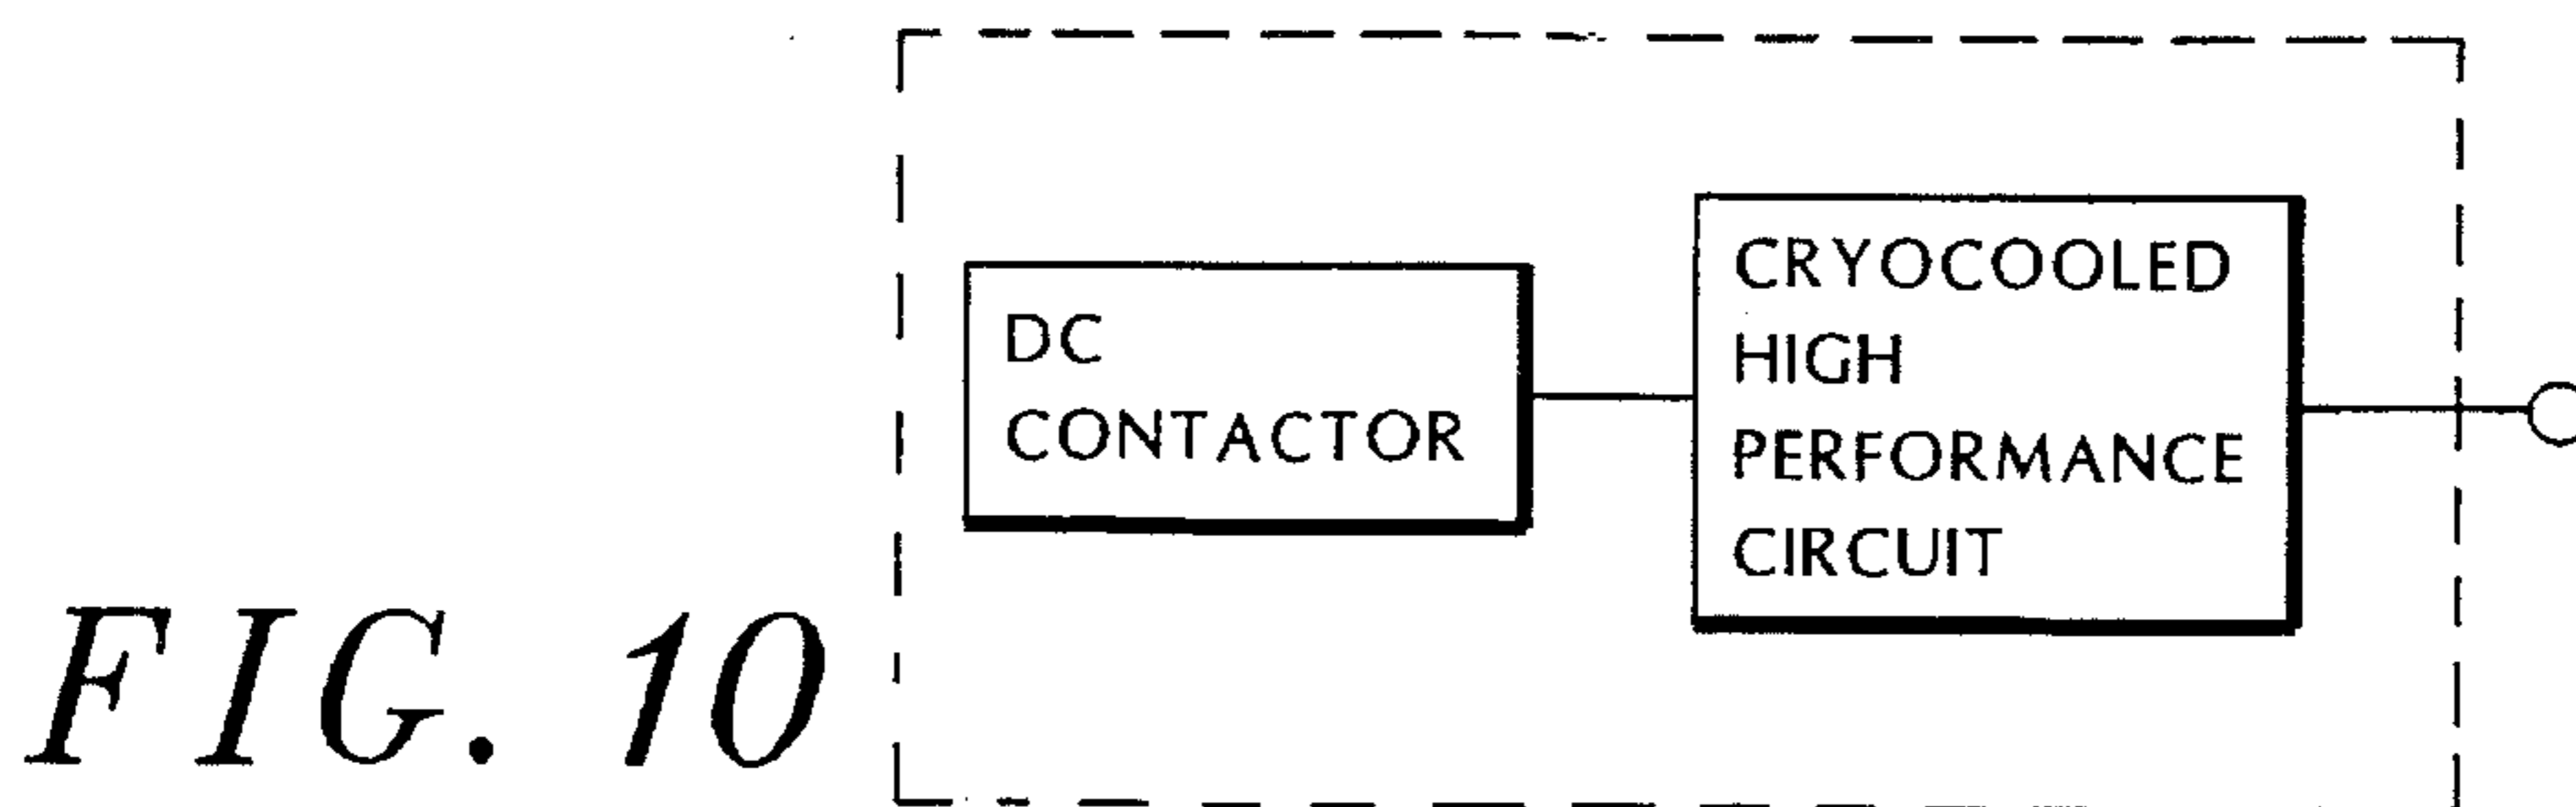 DC
CONTACTOR
CRYOCOOLED
HIGH
PERFORMANCE
CIRCUIT
FIG. 10